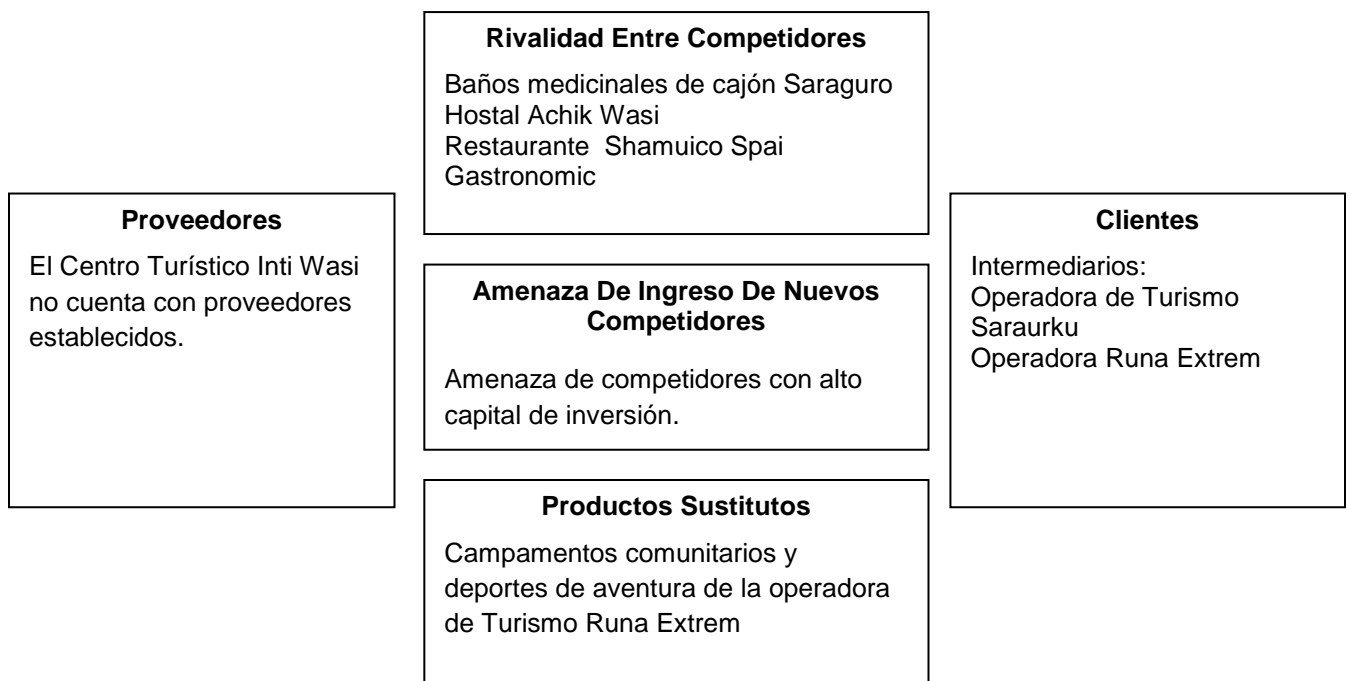 Rivalidad Entre Competidores
Baños medicinales de cajón Saraguro
Hostal Achik Wasi
Restaurante  Shamuico Spai
Gastronomic
Proveedores
El Centro Turístico Inti Wasi
no cuenta con proveedores
establecidos.
Amenaza De Ingreso De Nuevos
Competidores
Amenaza de competidores con alto
capital de inversión.
Clientes
Intermediarios:
Operadora de Turismo
Saraurku
Operadora Runa Extrem
Productos Sustitutos
Campamentos comunitarios y
deportes de aventura de la operadora
de Turismo Runa Extrem